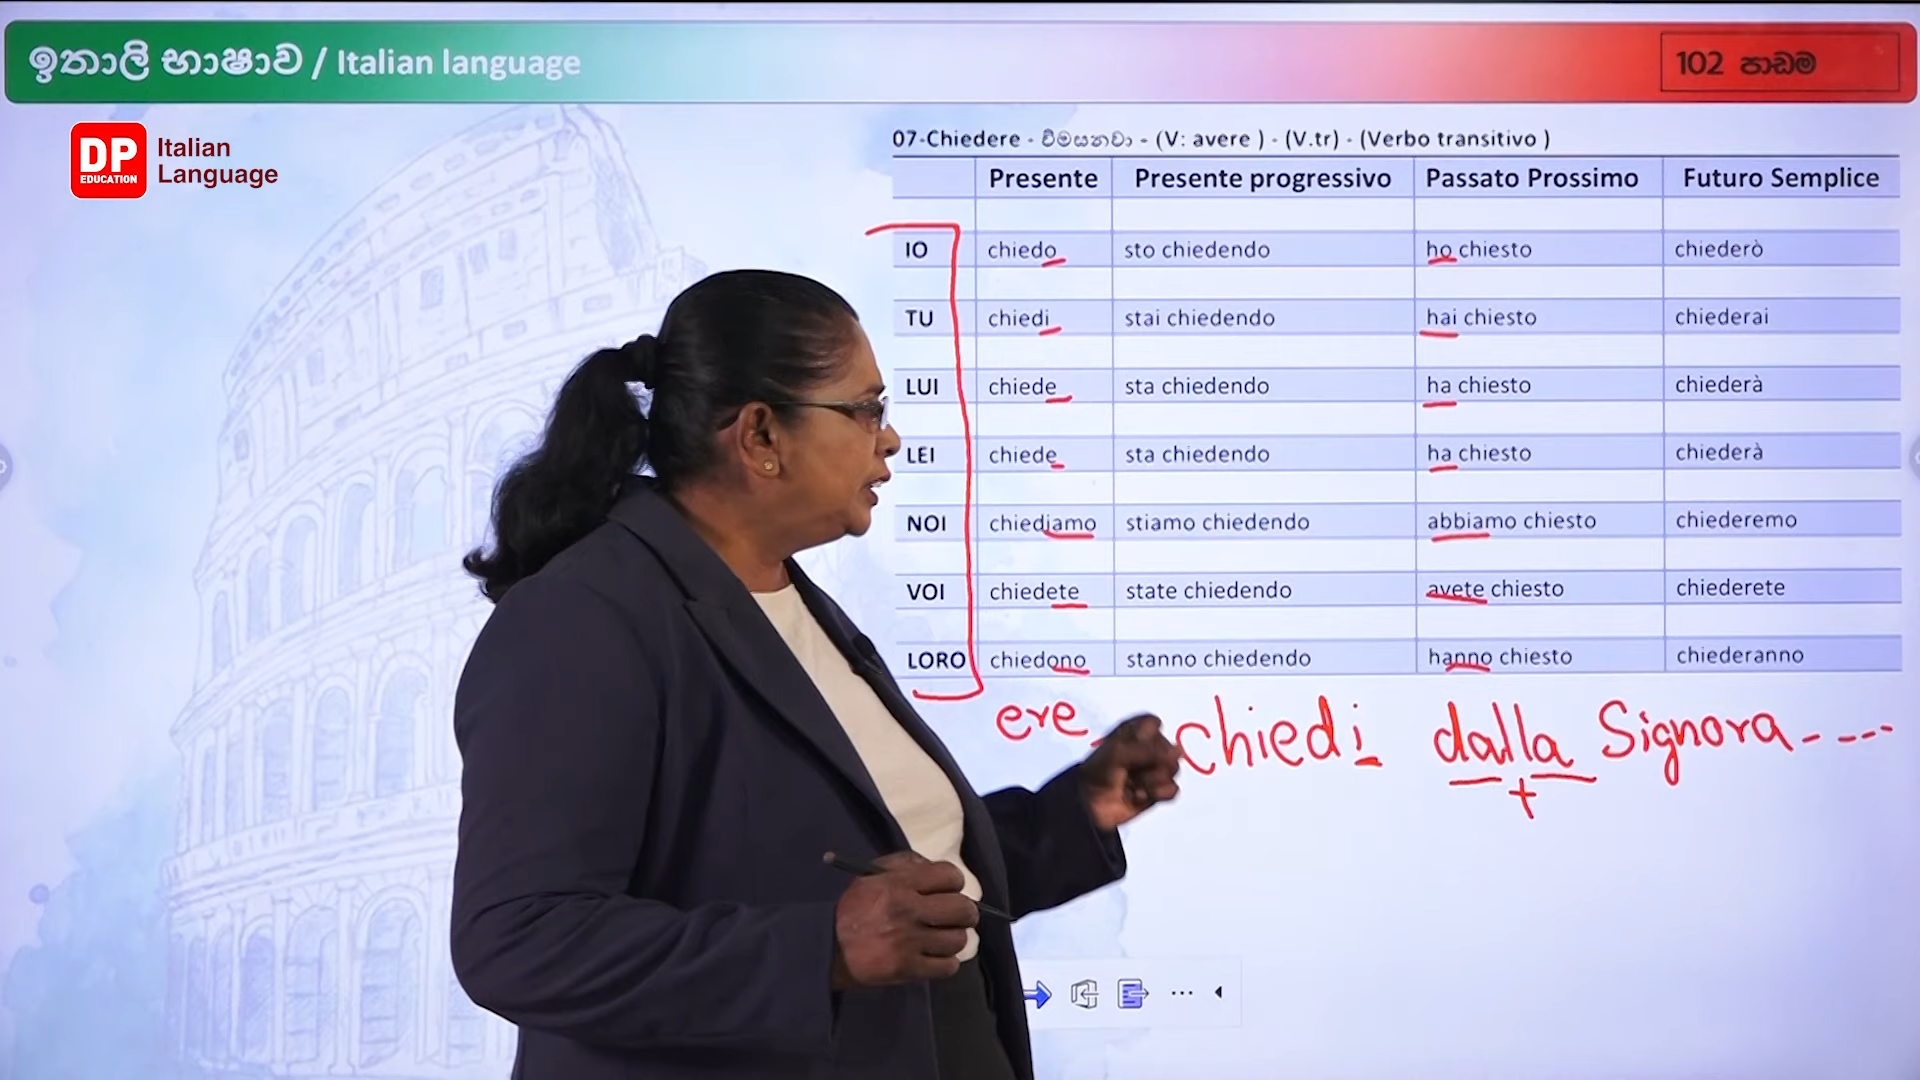 ඉතාලි භාෂාව / Italian language
102 පාඩම
DP
EDUCATION
Italian
Language
07-Chiedere - විමසනවා - (V: avere ) - (V.tr) - (Verbo transitivo )
Presente Presente progressivo Passato Prossimo Futuro Semplice
IO chiedo sto chiedendo ho chiesto chiederò
TU chiedi stai chiedendo hai chiesto chiederai
LUI chiede sta chiedendo ha chiesto chiederà
LEI chiede sta chiedendo ha chiesto chiederà
NOI chiediamo stiamo chiedendo abbiamo chiesto chiederemo
VOI chiedete state chiedendo avete chiesto chiederete
LORO chiedono stanno chiedendo hanno chiesto chiederanno
ere chiedi dalla Signora----
+